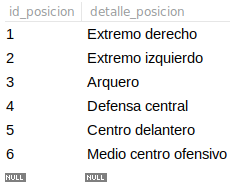 id_posicion detalle_posicion
1 Extremo derecho
2 Extremo izquierdo
3 Arquero
4 Defensa central
5 Centro delantero
6 Medio centro ofensivo
NULL NULL